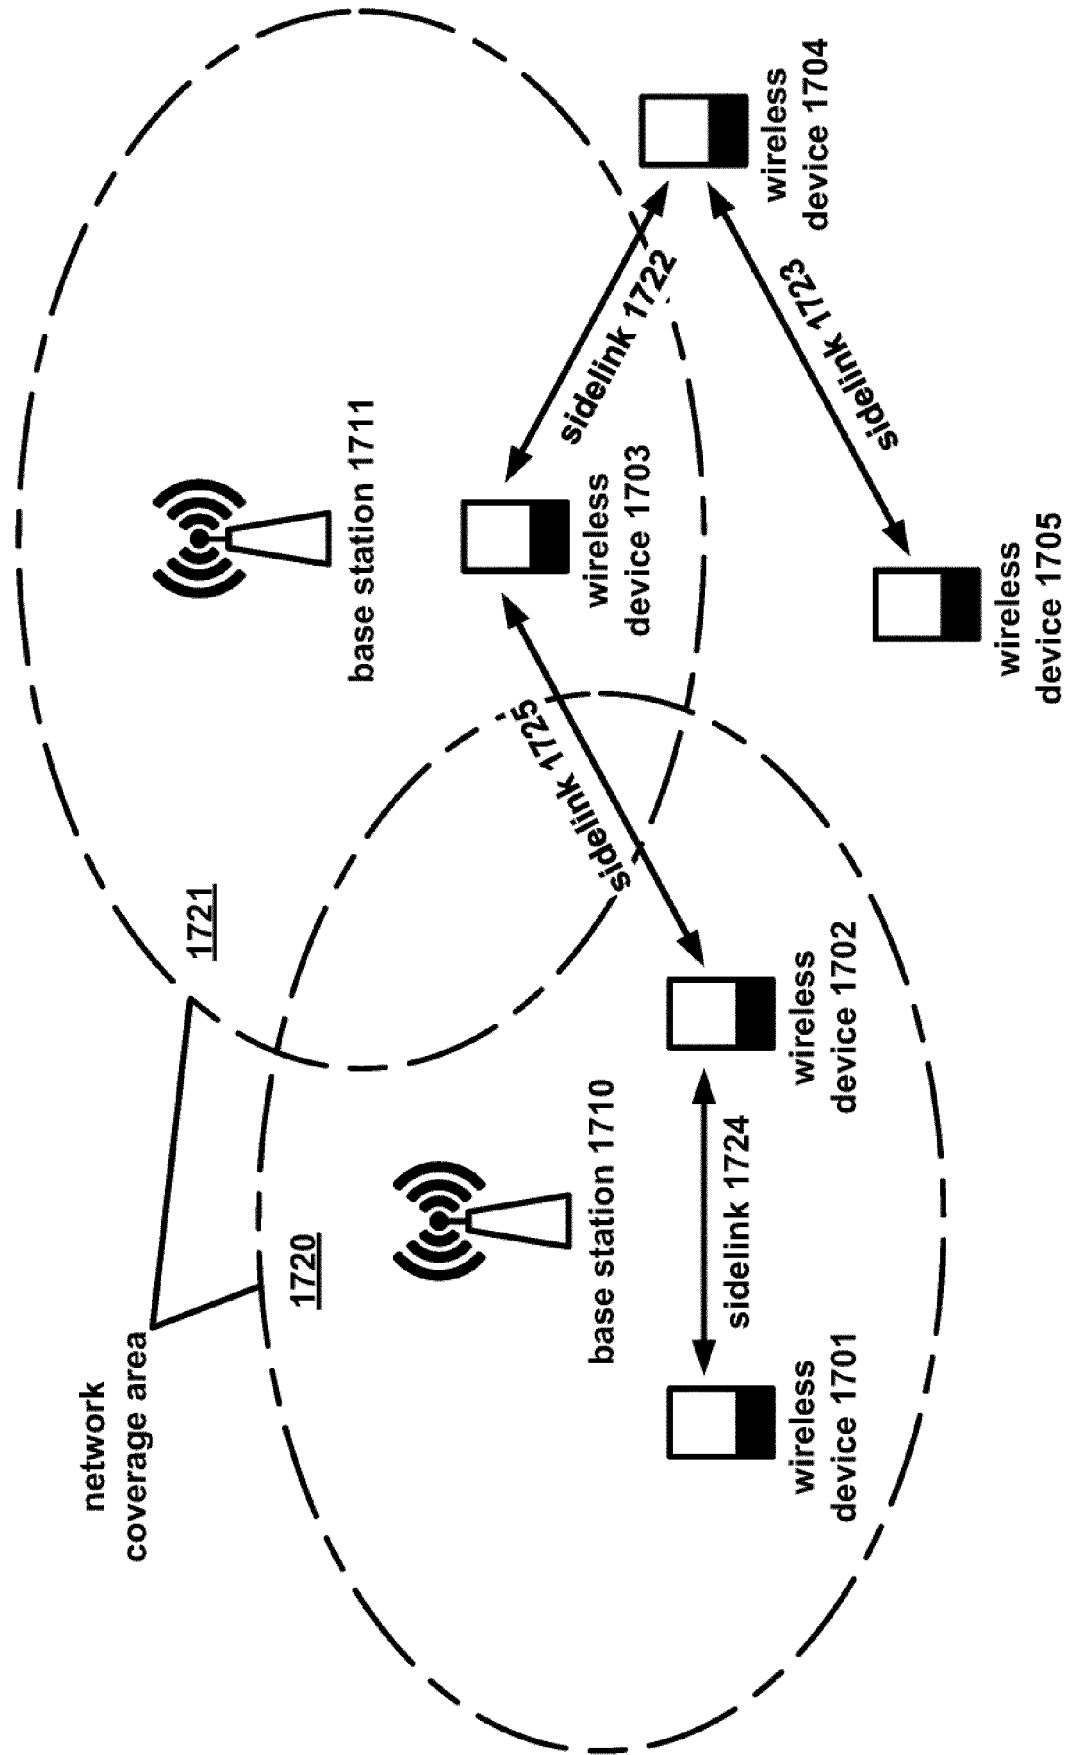 network
coverage area
1720
1721
base station 1710
base station 1711
wireless
device 1701
sidelink 1724
wireless
device 1702
sidelink 1725
wireless
device 1703
sidelink 1722
wireless
device 1704
sidelink 1723
wireless
device 1705